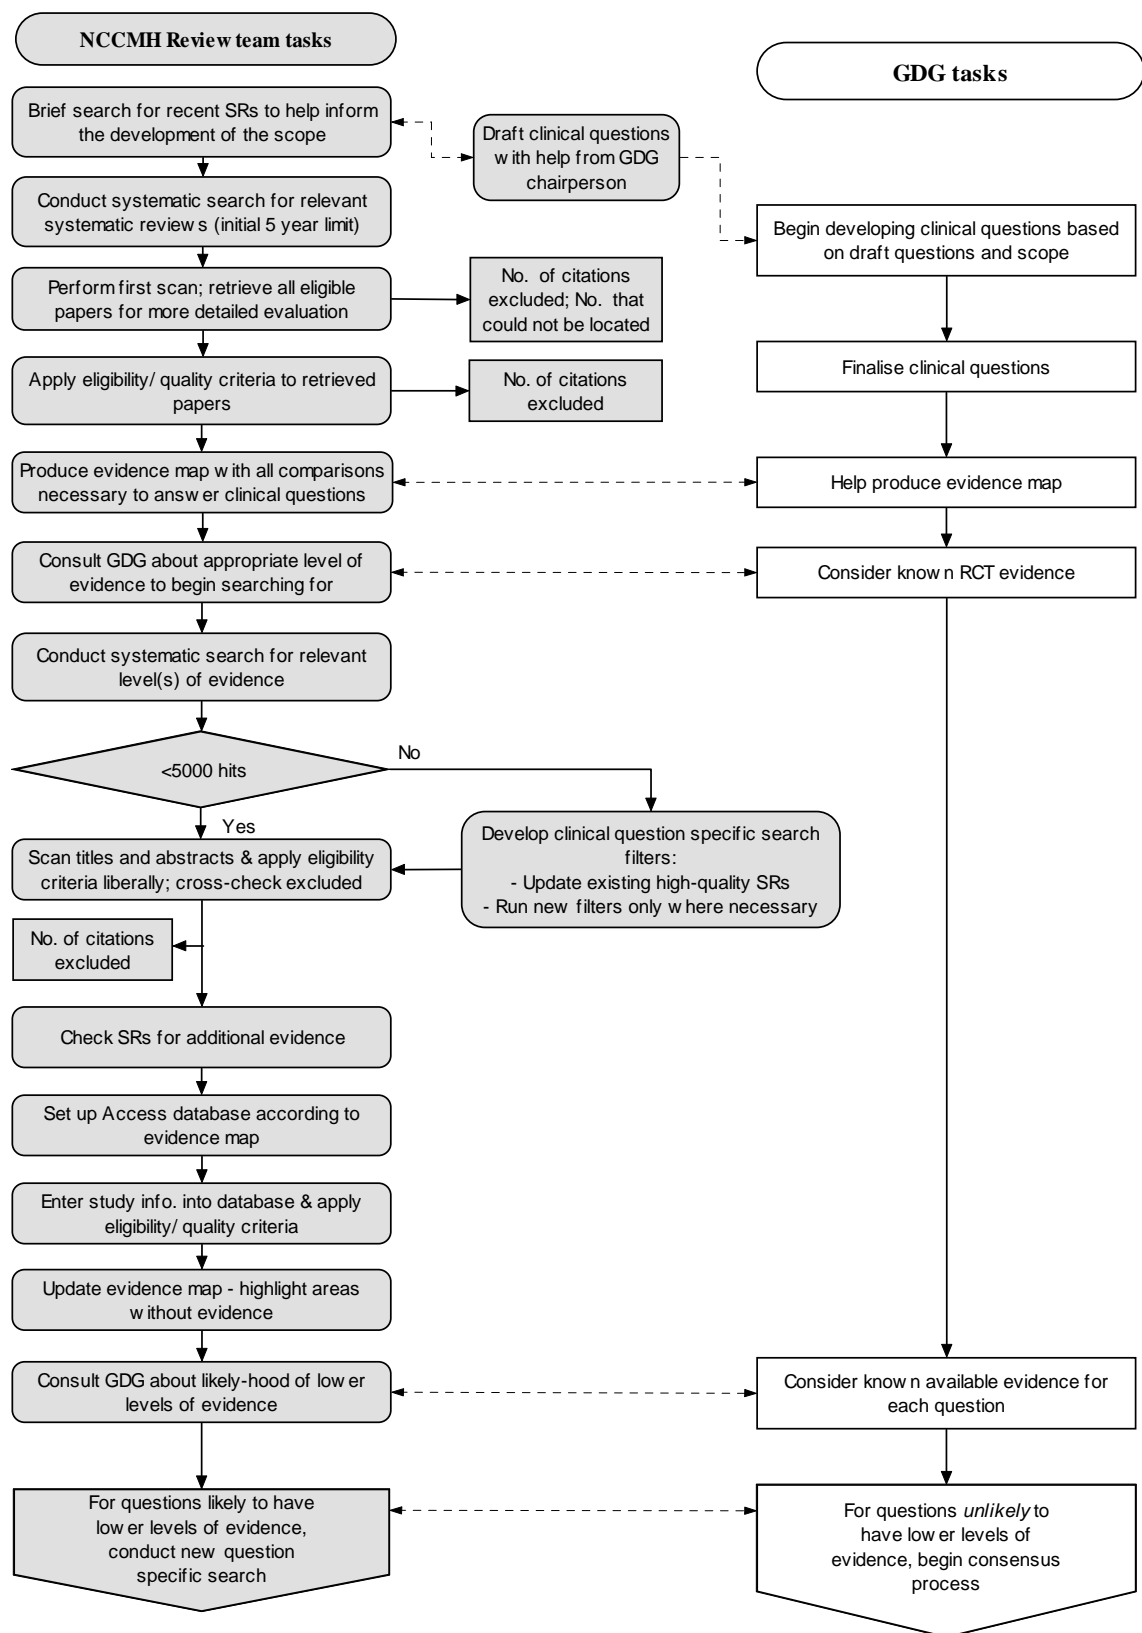 NCCMH Review team tasks
GDG tasks
Brief search for recent SRs to help inform
the development of the scope
Draft clinical questions
with help from GDG
chairperson
Conduct systematic search for relevant
systematic reviews (initial 5 year limit)
Begin developing clinical questions based
on draft questions and scope
Perform first scan; retrieve all eligible
papers for more detailed evaluation
No. of citations
excluded; No. that
could not be located
Finalise clinical questions
Apply eligibility/ quality criteria to retrieved
papers
No. of citations
excluded
Produce evidence map with all comparisons
necessary to answer clinical questions
Help produce evidence map
Consult GDG about appropriate level of
evidence to begin searching for
Consider known RCT evidence
Conduct systematic search for relevant
level(s) of evidence
<5000 hits
No
Yes
Develop clinical question specific search
filters:
- Update existing high-quality SRs
- Run new filters only where necessary
Scan titles and abstracts & apply eligibility
criteria liberally; cross-check excluded
No. of citations
excluded
Check SRs for additional evidence
Set up Access database according to
evidence map
Enter study info. into database & apply
eligibility/ quality criteria
Update evidence map - highlight areas
without evidence
Consult GDG about likely-hood of lower
levels of evidence
Consider known available evidence for
each question
For questions likely to have
lower levels of evidence,
conduct new question
specific search
For questions unlikely to
have lower levels of
evidence, begin consensus
process